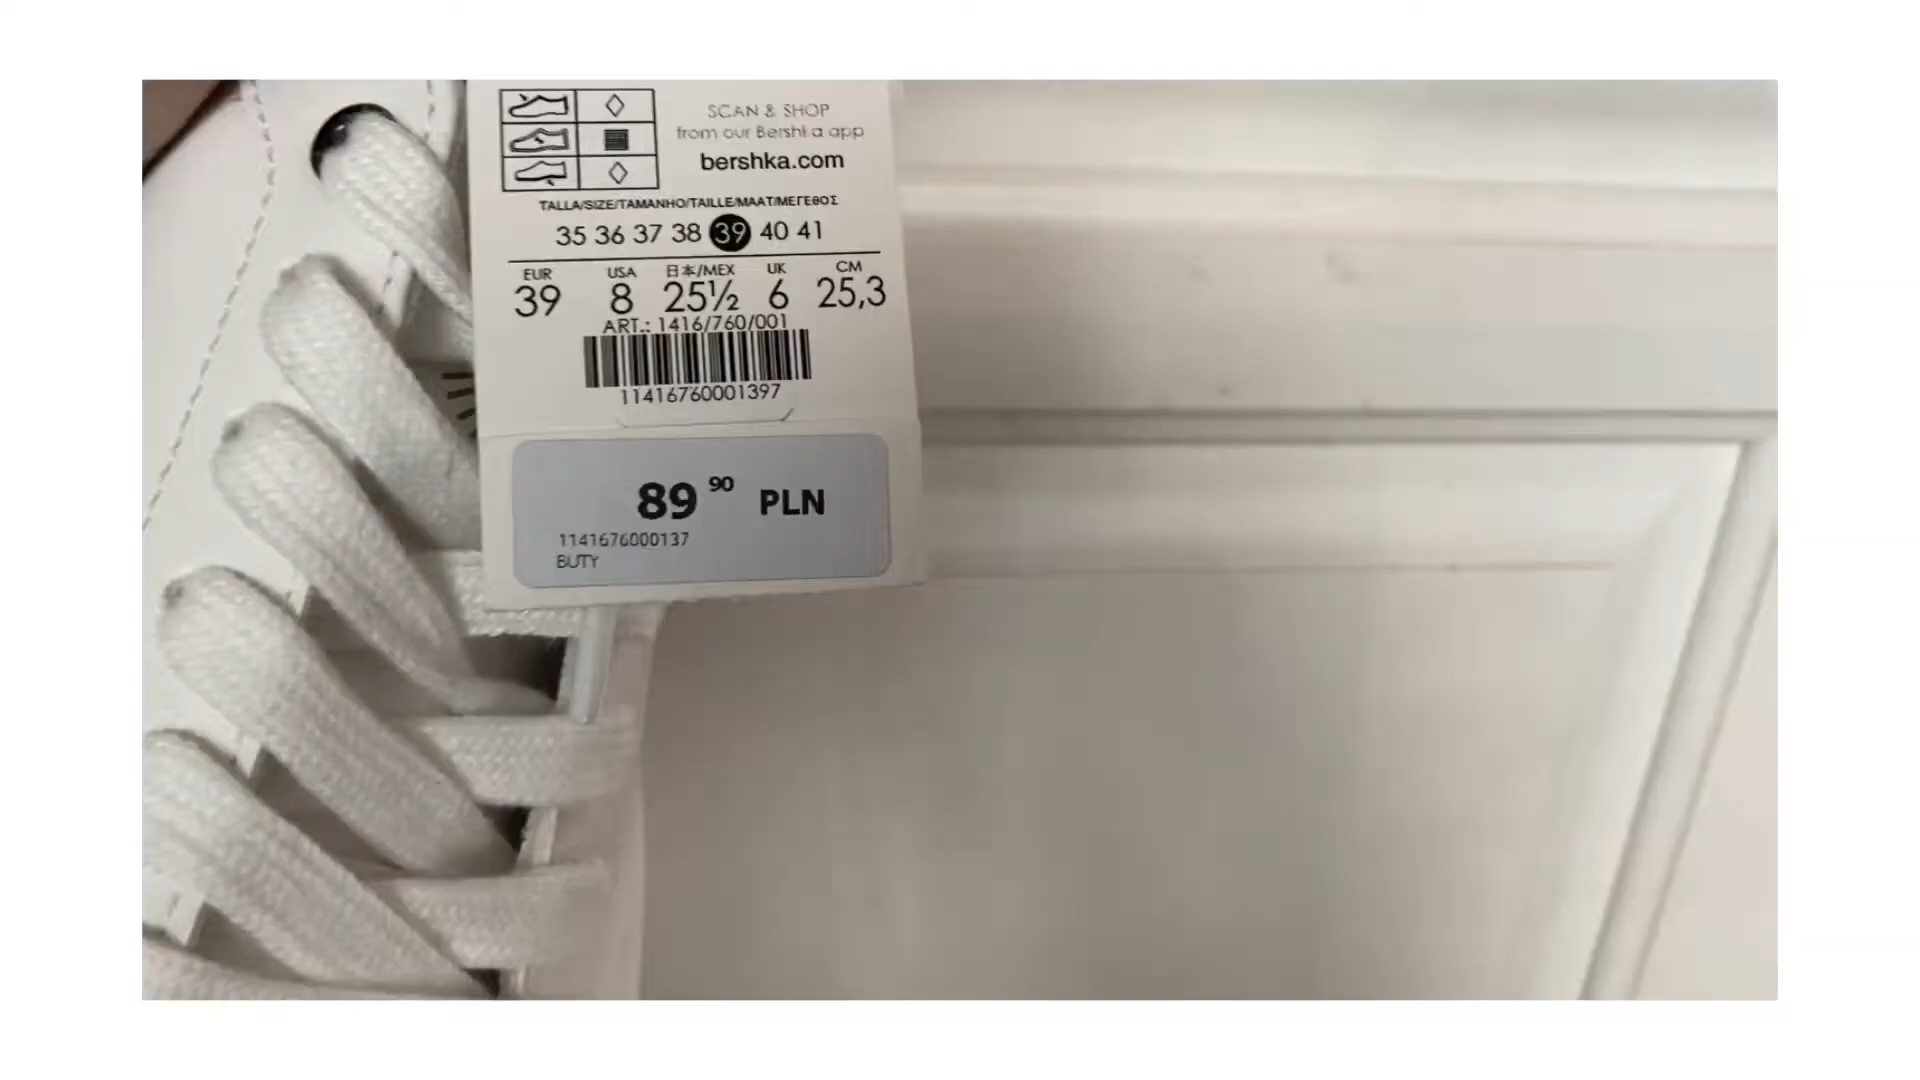 SCAN & SHOP
from our Bershka app
bershka.com
TALLA/SIZE/TAMANHO/TAILLE/MAAT/ΜΕΓΕΘΟΣ
35 36 37 38 39 40 41
EUR USA 日本/MEX UK CM
39 8 25½ 6 25,3
ART.: 1416/760/001
11416760001397
89 90 PLN
1141676000137
BUTY